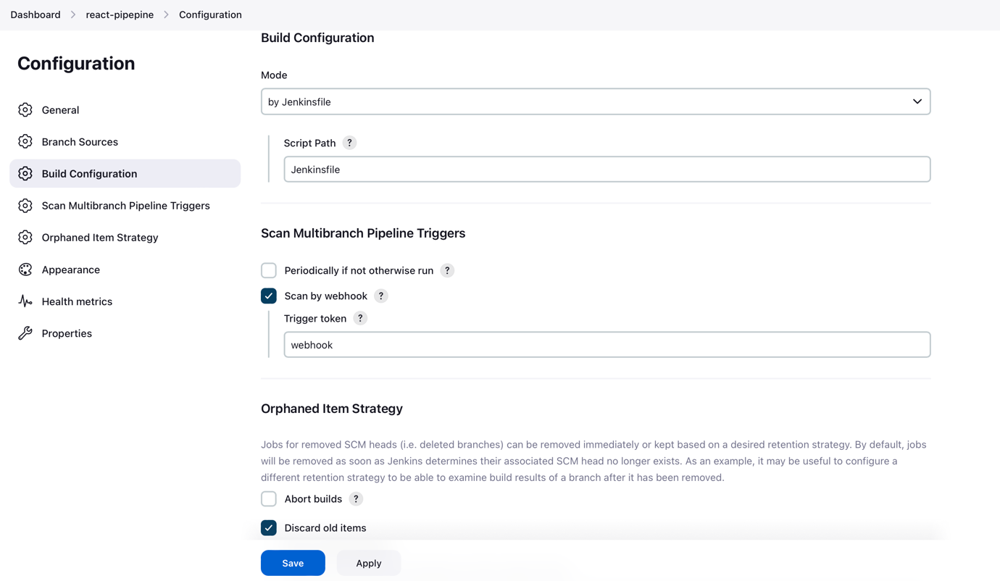 Dashboard > react-pipepine > Configuration
Configuration
General
Branch Sources
Build Configuration
Scan Multibranch Pipeline Triggers
Orphaned Item Strategy
Appearance
Health metrics
Properties
Build Configuration
Mode
by Jenkinsfile
Script Path ?
Jenkinsfile
Scan Multibranch Pipeline Triggers
Periodically if not otherwise run ?
Scan by webhook ?
Trigger token ?
webhook
Orphaned Item Strategy
Jobs for removed SCM heads (i.e. deleted branches) can be removed immediately or kept based on a desired retention strategy. By default, jobs
will be removed as soon as Jenkins determines their associated SCM head no longer exists. As an example, it may be useful to configure a
different retention strategy to be able to examine build results of a branch after it has been removed.
Abort builds ?
Discard old items
Save Apply